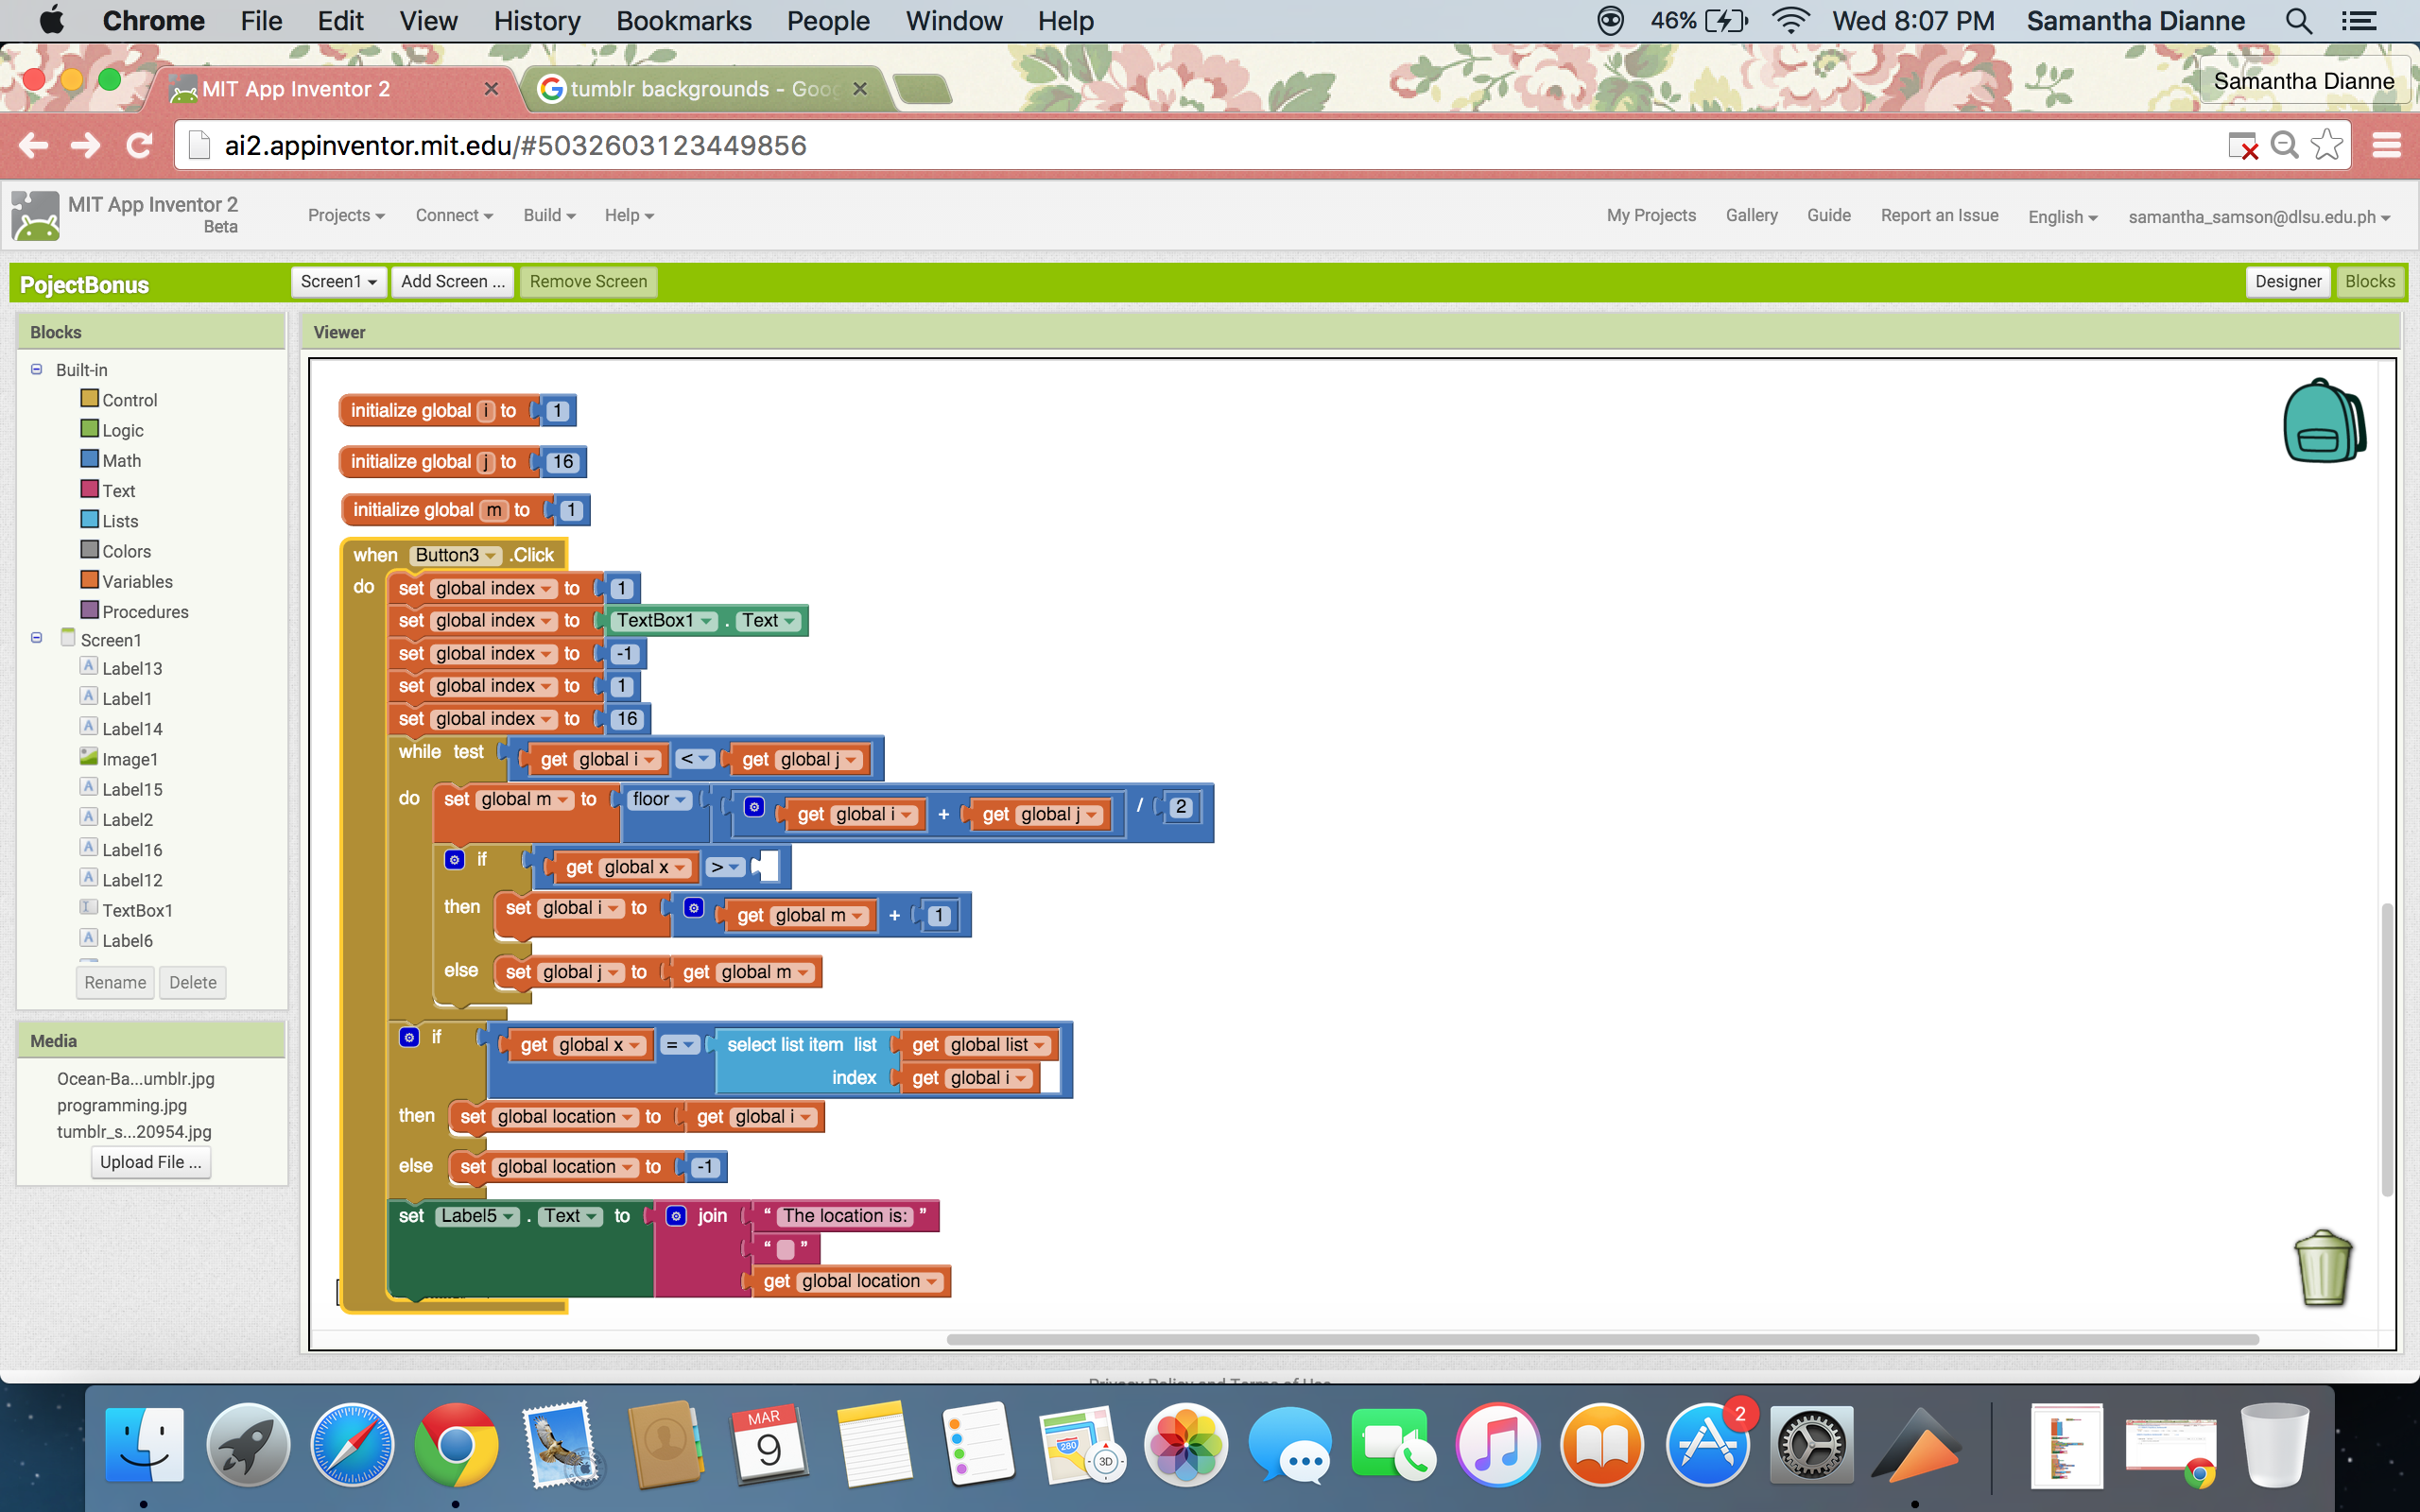 Chrome File Edit View History Bookmarks People Window Help 46% Wed 8:07 PM Samantha Dianne
MIT App Inventor 2 tumblr backgrounds - Goog Samantha Dianne
ai2.appinventor.mit.edu/#5032603123449856
MIT App Inventor 2
Beta
Projects Connect Build Help My Projects Gallery Guide Report an Issue English samantha_samson@dlsu.edu.ph
PojectBonus Screen1 Add Screen ... Remove Screen Designer Blocks
Blocks
Built-in
Control
Logic
Math
Text
Lists
Colors
Variables
Procedures
Screen1
Label13
Label1
Label14
Image1
Label15
Label2
Label16
Label12
TextBox1
Label6
Rename Delete
Media
Ocean-Ba...umblr.jpg
programming.jpg
tumblr_s...20954.jpg
Upload File ...
Viewer
initialize global i to 1
initialize global j to 16
initialize global m to 1
when Button3 .Click
do set global index to 1
set global index to TextBox1 . Text
set global index to -1
set global index to 1
set global index to 16
while test get global i < get global j
do set global m to floor get global i + get global j / 2
if get global x >
then set global i to get global m + 1
else set global j to get global m
if get global x = select list item list get global list
index get global i
then set global location to get global i
else set global location to -1
set Label5 . Text to join " The location is: "
" "
get global location
Privacy Policy and Terms of Use
MAR
9
280
3D
2